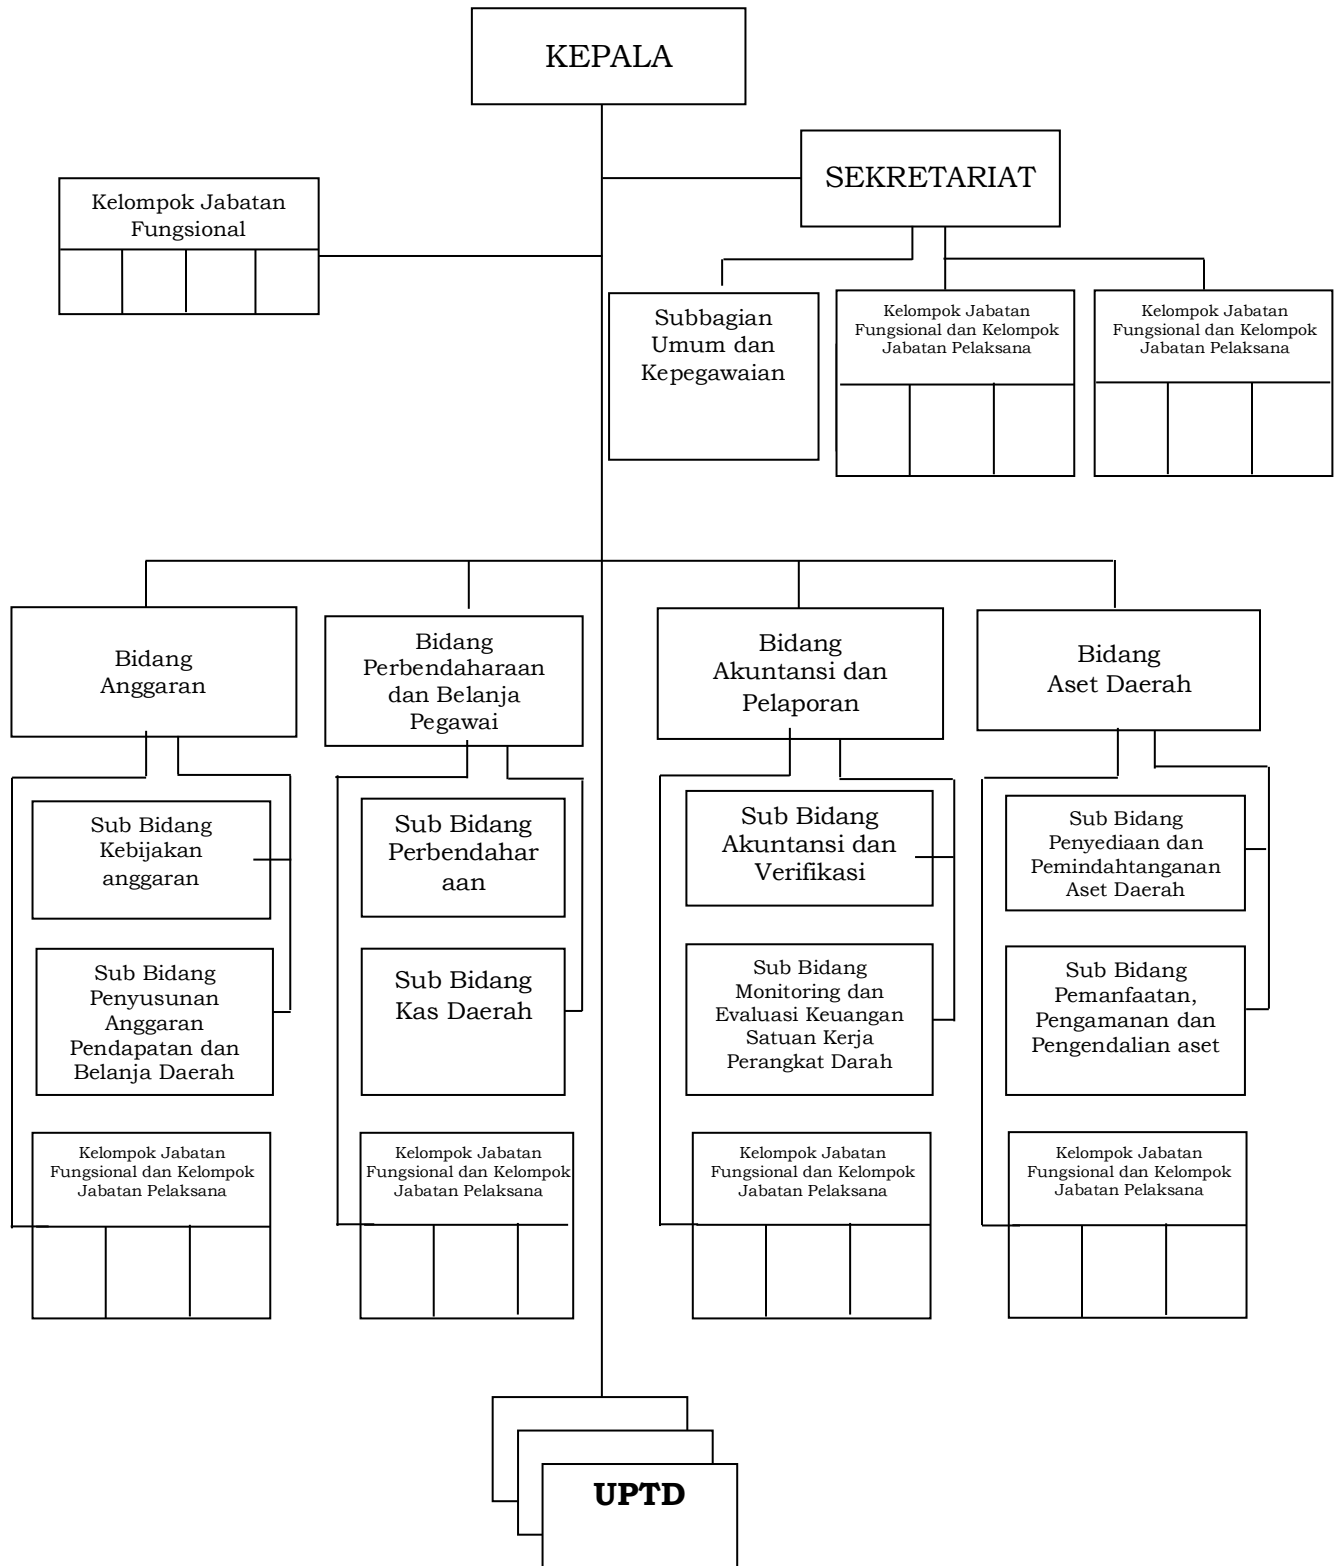 KEPALA
SEKRETARIAT
Kelompok Jabatan
Fungsional
Subbagian
Umum dan
Kepegawaian
Kelompok Jabatan
Fungsional dan Kelompok
Jabatan Pelaksana
Kelompok Jabatan
Fungsional dan Kelompok
Jabatan Pelaksana
Bidang
Anggaran
Bidang
Perbendaharaan
dan Belanja
Pegawai
Bidang
Akuntansi dan
Pelaporan
Bidang
Aset Daerah
Sub Bidang
Kebijakan
anggaran
Sub Bidang
Perbendahar
aan
Sub Bidang
Akuntansi dan
Verifikasi
Sub Bidang
Penyediaan dan
Pemindahtanganan
Aset Daerah
Sub Bidang
Penyusunan
Anggaran
Pendapatan dan
Belanja Daerah
Sub Bidang
Kas Daerah
Sub Bidang
Monitoring dan
Evaluasi Keuangan
Satuan Kerja
Perangkat Darah
Sub Bidang
Pemanfaatan,
Pengamanan dan
Pengendalian aset
Kelompok Jabatan
Fungsional dan Kelompok
Jabatan Pelaksana
Kelompok Jabatan
Fungsional dan Kelompok
Jabatan Pelaksana
Kelompok Jabatan
Fungsional dan Kelompok
Jabatan Pelaksana
Kelompok Jabatan
Fungsional dan Kelompok
Jabatan Pelaksana
UPTD